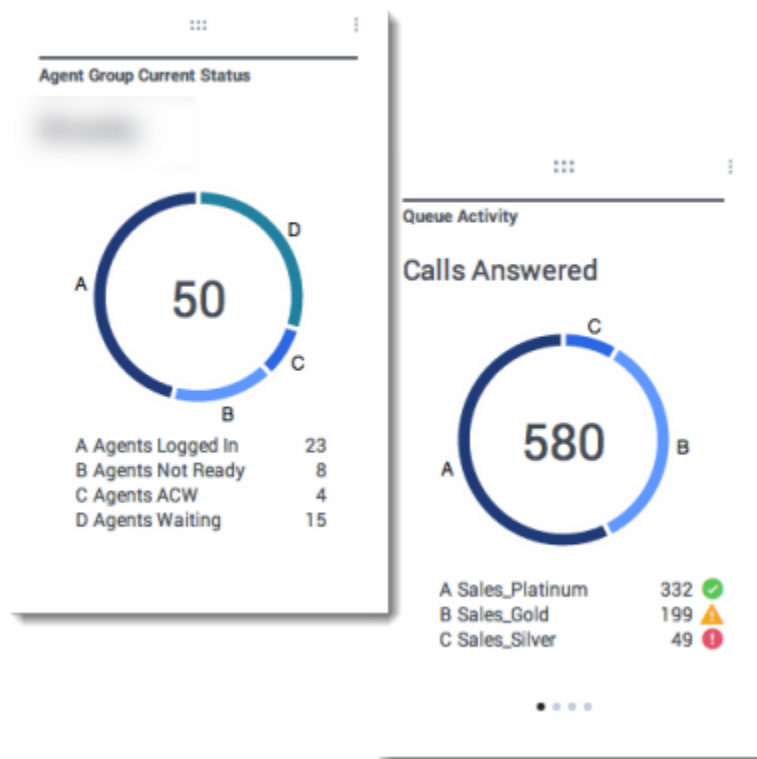 Agent Group Current Status
D
A
50
C
B
A Agents Logged In 23
B Agents Not Ready 8
C Agents ACW 4
D Agents Waiting 15
Queue Activity
Calls Answered
C
580
B
A
A Sales_Platinum 332
B Sales_Gold 199
C Sales_Silver 49